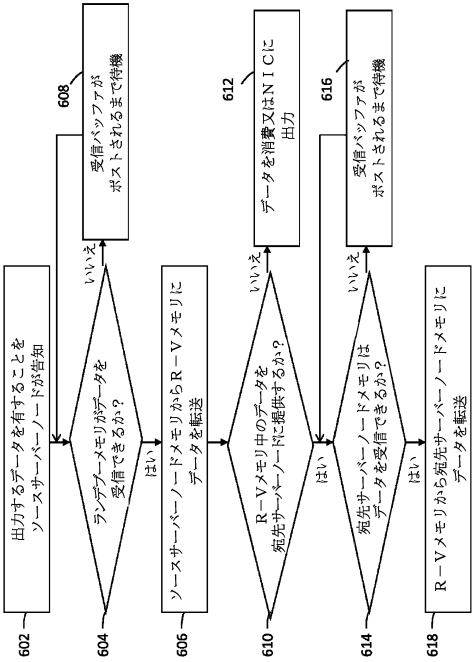 602
出力するデータを有することを
ソースサーバーノードが告知
604
ランデブーメモリがデータを
受信できるか？
いいえ
608
受信バッファが
ポストされるまで待機
はい
606
ソースサーバーノードメモリからＲ－Ｖメモリに
データを転送
610
Ｒ－Ｖメモリ中のデータを
宛先サーバーノードに提供するか？
いいえ
612
データを消費又はＮＩＣに
出力
はい
614
宛先サーバーノードメモリは
データを受信できるか？
いいえ
616
受信バッファが
ポストされるまで待機
はい
618
Ｒ－Ｖメモリから宛先サーバーノードメモリに
データを転送